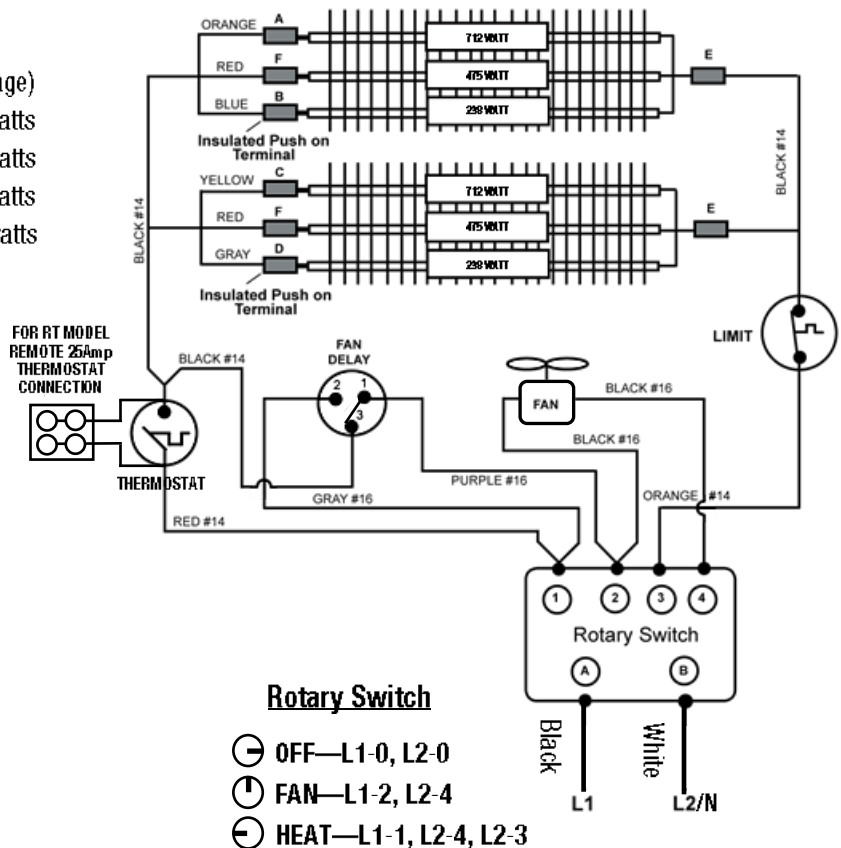 ORANGE
A
712 WATT
RED
F
475 WATT
E
BLUE
B
238 WATT
Insulated Push on
Terminal
age)
atts
atts
atts
atts
BLACK #14
BLACK #14
YELLOW
C
712 WATT
RED
F
475 WATT
E
GRAY
D
238 WATT
Insulated Push on
Terminal
LIMIT
FOR RT MODEL
REMOTE 25Amp
THERMOSTAT
CONNECTION
BLACK #14
FAN
DELAY
2
1
3
FAN
BLACK #16
BLACK #16
THERMOSTAT
PURPLE #16
GRAY #16
ORANGE #14
RED #14
1
2
3
4
Rotary Switch
A
B
Black
White
L1
L2/N
Rotary Switch
OFF—L1-0, L2-0
FAN—L1-2, L2-4
HEAT—L1-1, L2-4, L2-3